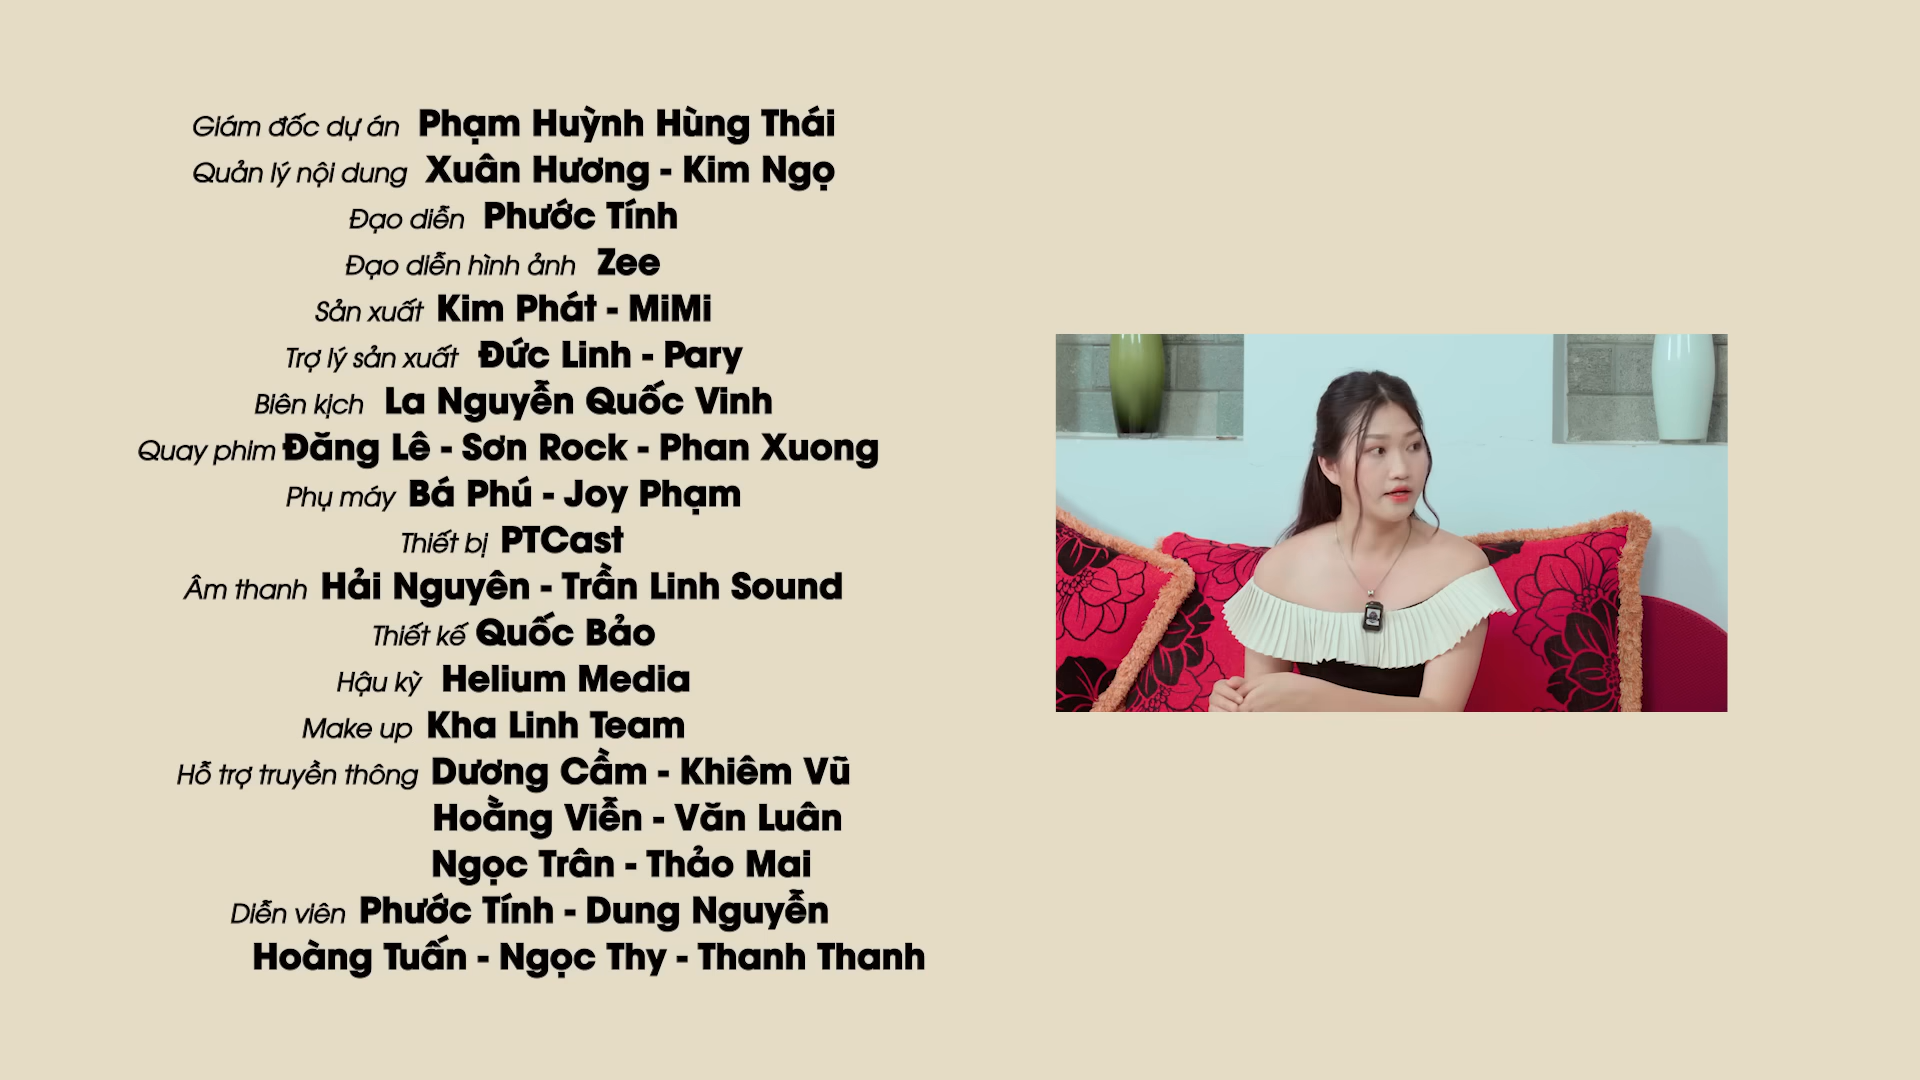 Giám đốc dự án Phạm Huỳnh Hùng Thái
Quản lý nội dung Xuân Hương - Kim Ngọ
Đạo diễn Phước Tính
Đạo diễn hình ảnh Zee
Sản xuất Kim Phát - MiMi
Trợ lý sản xuất Đức Linh - Pary
Biên kịch La Nguyễn Quốc Vinh
Quay phim Đăng Lê - Sơn Rock - Phan Xuong
Phụ máy Bá Phú - Joy Phạm
Thiết bị PTCast
Âm thanh Hải Nguyên - Trần Linh Sound
Thiết kế Quốc Bảo
Hậu kỳ Helium Media
Make up Kha Linh Team
Hỗ trợ truyền thông Dương Cầm - Khiêm Vũ
Hoằng Viễn - Văn Luân
Ngọc Trân - Thảo Mai
Diễn viên Phước Tính - Dung Nguyễn
Hoàng Tuấn - Ngọc Thy - Thanh Thanh